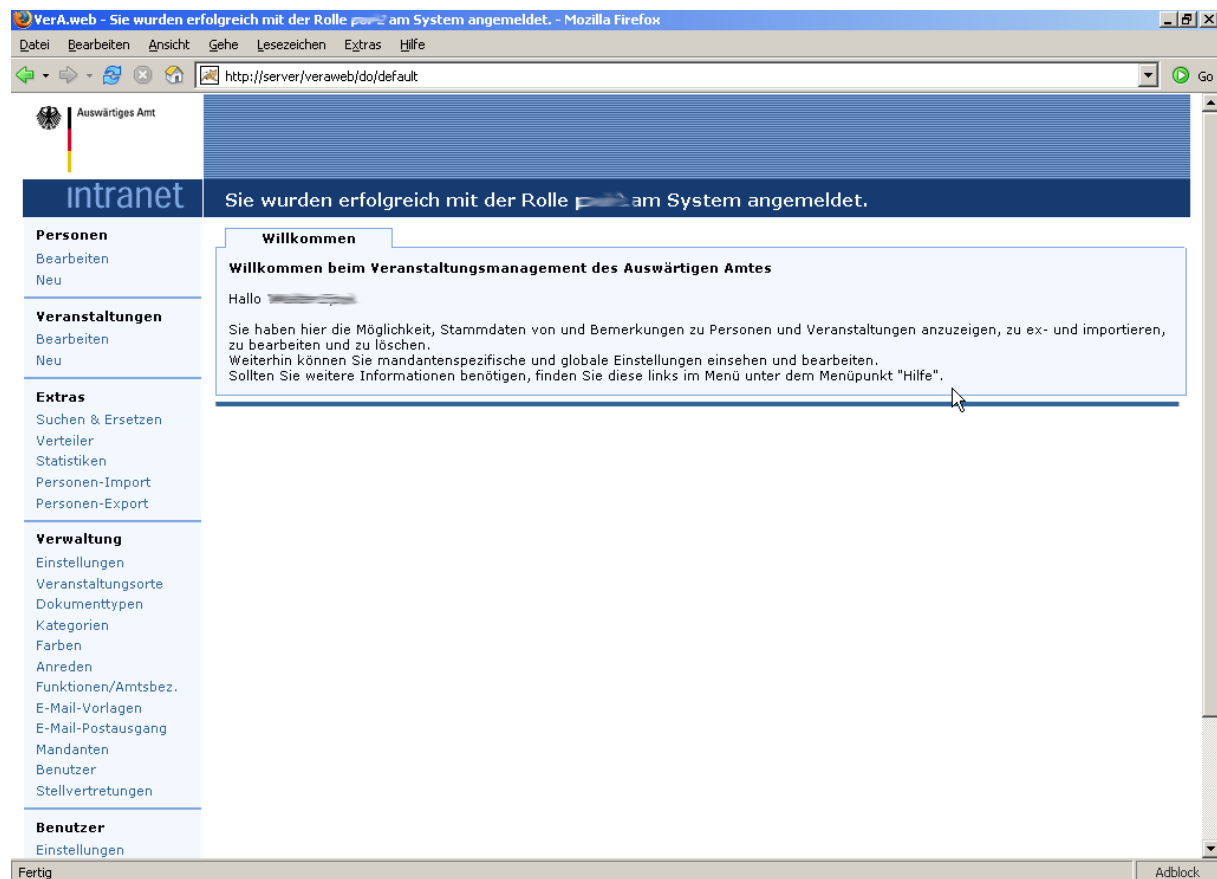 VerA.web - Sie wurden erfolgreich mit der Rolle am System angemeldet. - Mozilla Firefox
Datei Bearbeiten Ansicht Gehe Lesezeichen Extras Hilfe
http://server/veraweb/do/default Go
Auswärtiges Amt
intranet
Sie wurden erfolgreich mit der Rolle am System angemeldet.
Personen
Bearbeiten
Neu
Veranstaltungen
Bearbeiten
Neu
Extras
Suchen & Ersetzen
Verteiler
Statistiken
Personen-Import
Personen-Export
Verwaltung
Einstellungen
Veranstaltungsorte
Dokumenttypen
Kategorien
Farben
Anreden
Funktionen/Amtsbez.
E-Mail-Vorlagen
E-Mail-Postausgang
Mandanten
Benutzer
Stellvertretungen
Benutzer
Einstellungen
Willkommen
Willkommen beim Veranstaltungsmanagement des Auswärtigen Amtes
Hallo
Sie haben hier die Möglichkeit, Stammdaten von und Bemerkungen zu Personen und Veranstaltungen anzuzeigen, zu ex- und importieren,
zu bearbeiten und zu löschen.
Weiterhin können Sie mandantenspezifische und globale Einstellungen einsehen und bearbeiten.
Sollten Sie weitere Informationen benötigen, finden Sie diese links im Menü unter dem Menüpunkt "Hilfe".
Fertig Adblock